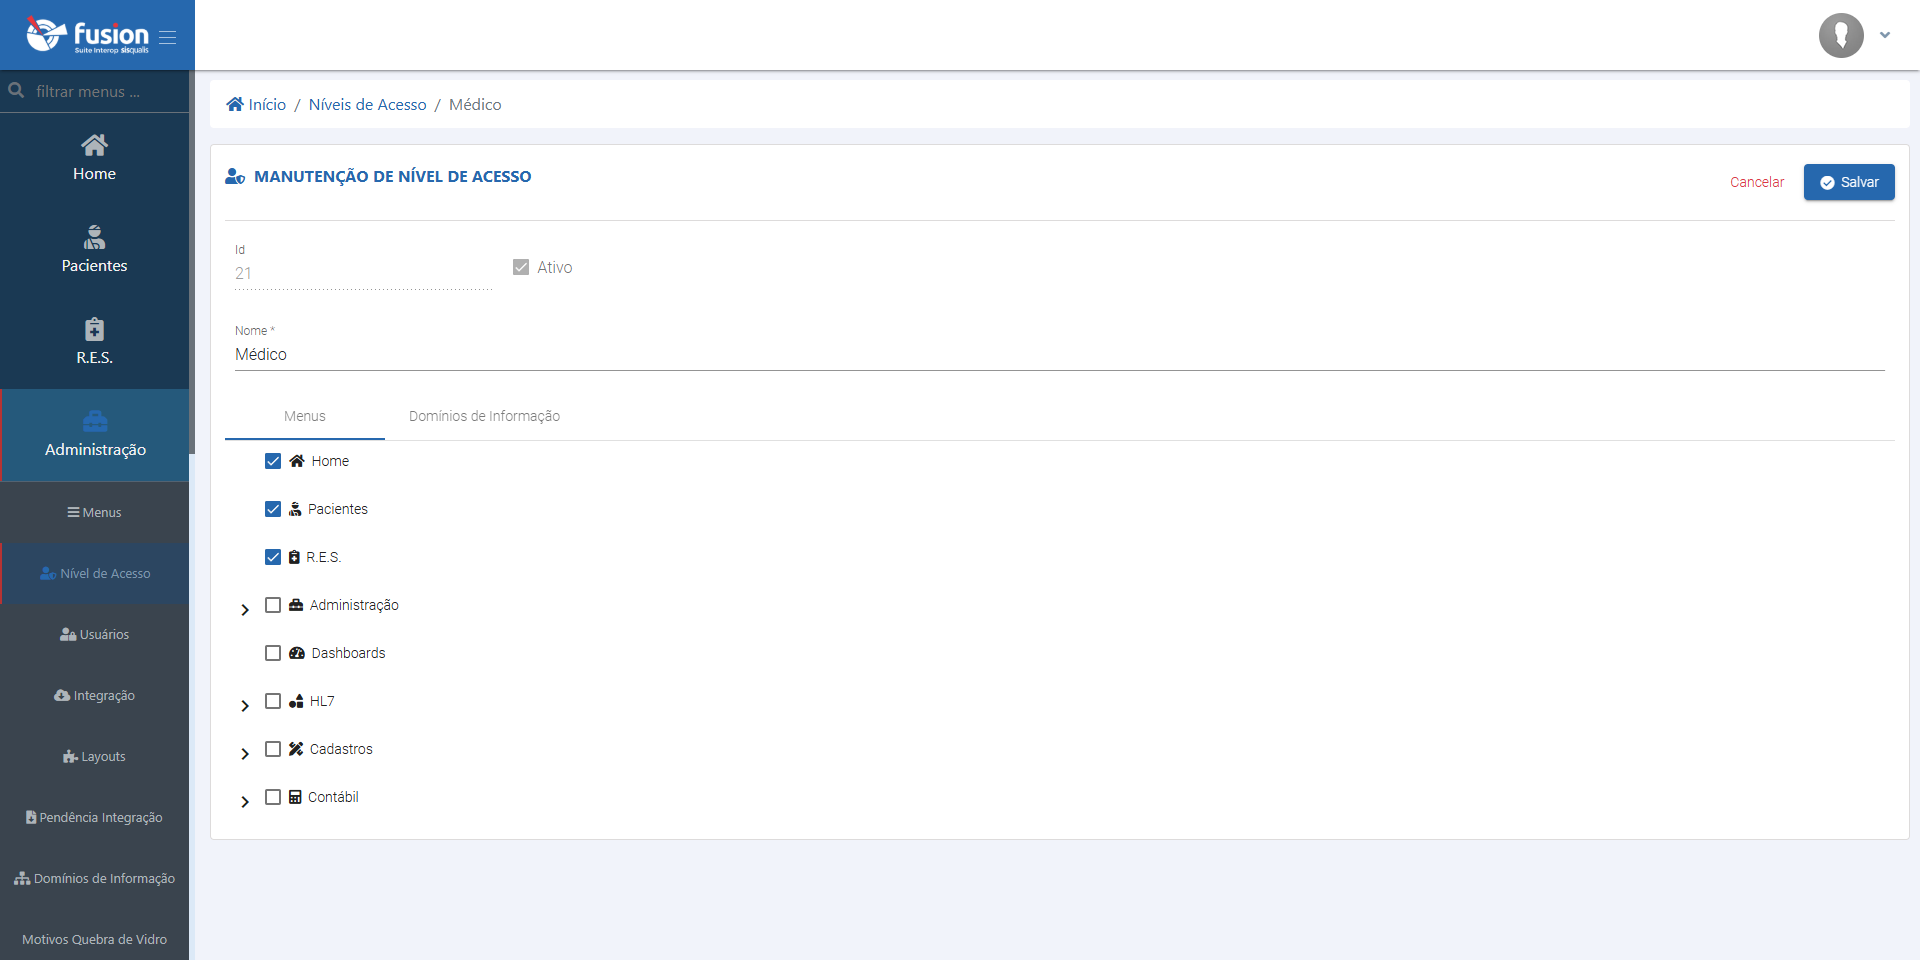 fusion
Suite Interop sisqualis
filtrar menus ...
Home
Pacientes
R.E.S.
Administração
Menus
Nível de Acesso
Usuários
Integração
Layouts
Pendência Integração
Domínios de Informação
Motivos Quebra de Vidro
Início / Níveis de Acesso / Médico
MANUTENÇÃO DE NÍVEL DE ACESSO
Cancelar
Salvar
Id
21
Ativo
Nome *
Médico
Menus
Domínios de Informação
Home
Pacientes
R.E.S.
Administração
Dashboards
HL7
Cadastros
Contábil